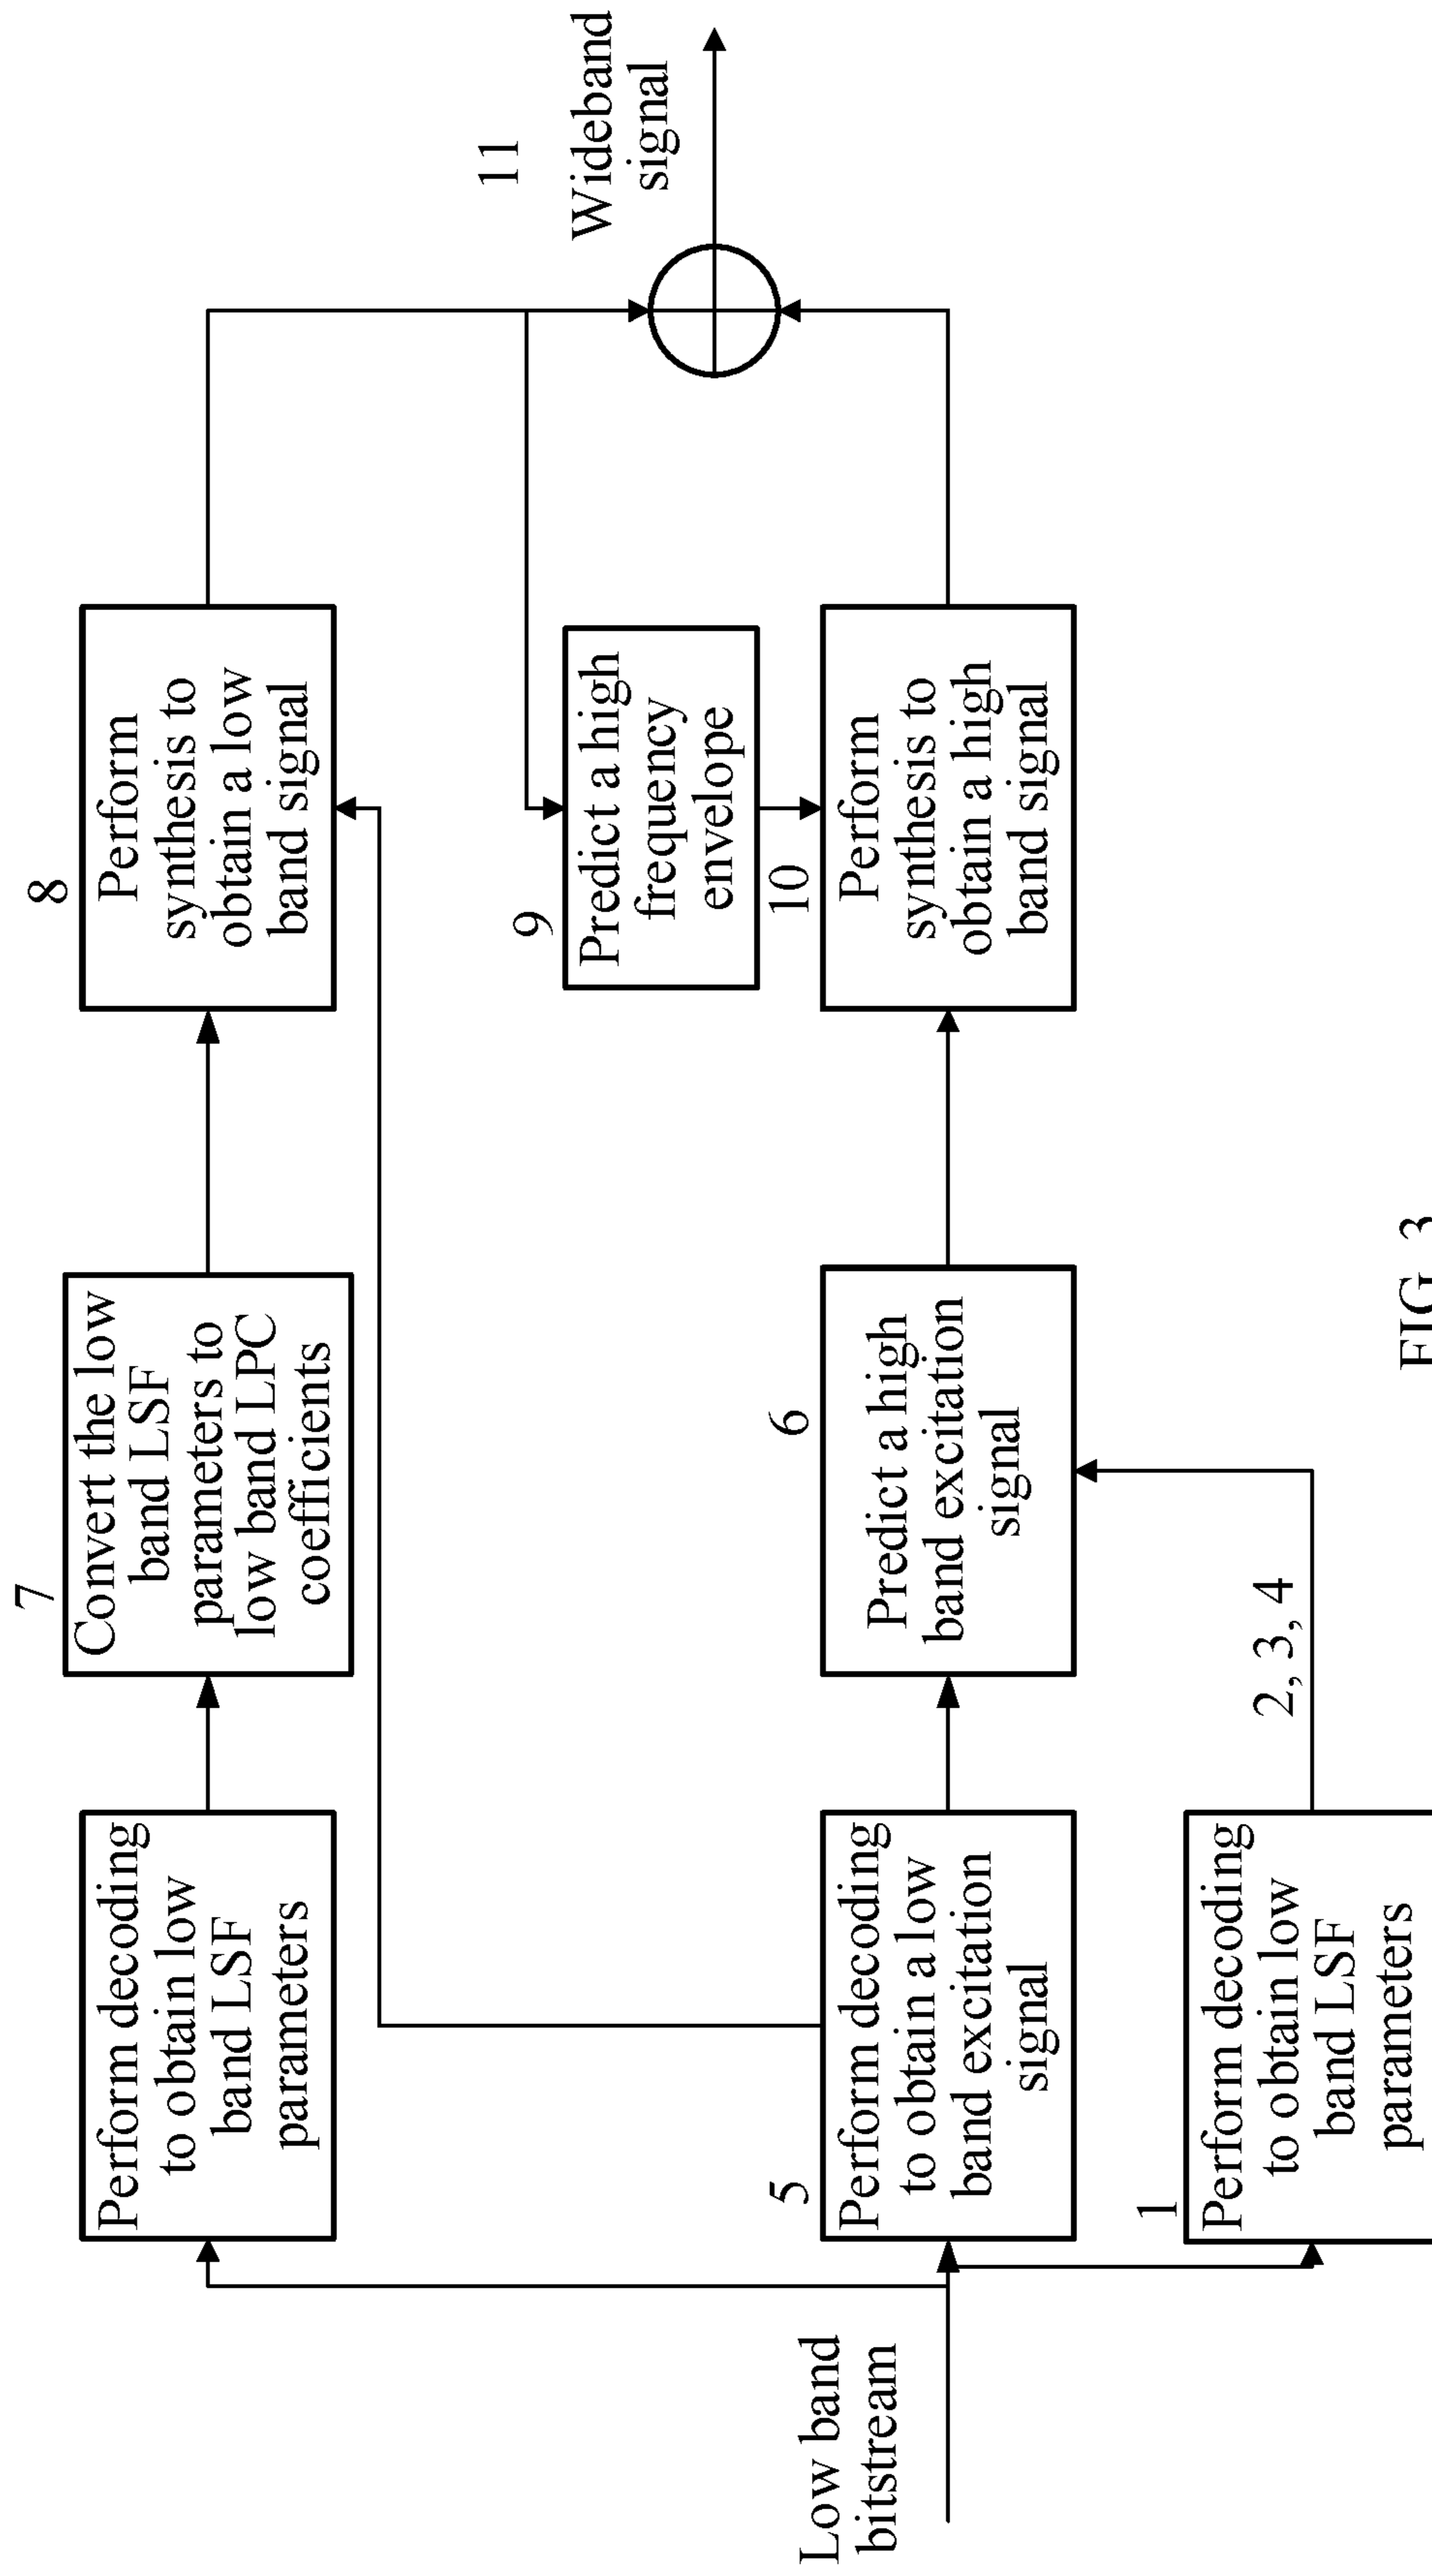 Low band
bitstream
Perform decoding
to obtain low
band LSF
parameters
7
Convert the low
band LSF
parameters to
low band LPC
coefficients
8
Perform
synthesis to
obtain a low
band signal
5
Perform decoding
to obtain a low
band excitation
signal
6
Predict a high
band excitation
signal
9
Predict a high
frequency
envelope
10
Perform
synthesis to
obtain a high
band signal
11
Wideband
signal
1
Perform decoding
to obtain low
band LSF
parameters
2, 3, 4
FIG. 3